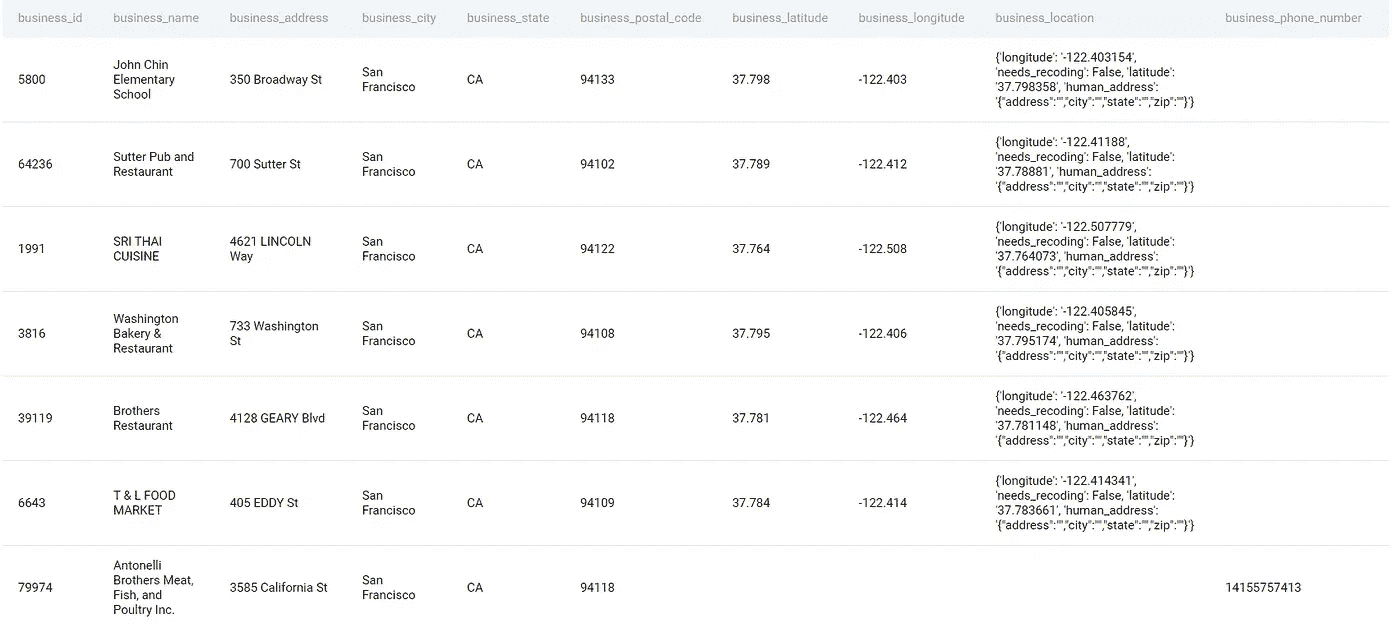 business_id business_name business_address business_city business_state business_postal_code business_latitude business_longitude business_location business_phone_number
{'longitude': '-122.403154',
John Chin
San
'needs_recoding': False, 'latitude':
5800 Elementary 350 Broadway St CA 94133 37.798 -122.403
Francisco
'37.798358', 'human_address':
School
'{"address":"","city":"","state":"","zip":""}'}
{'longitude': '-122.41188',
Sutter Pub and San
'needs_recoding': False, 'latitude':
64236 700 Sutter St CA 94102 37.789 -122.412
Restaurant Francisco
'37.78881', 'human_address':
'{"address":"","city":"","state":"","zip":""}'}
{'longitude': '-122.507779',
SRI THAI 4621 LINCOLN San
'needs_recoding': False, 'latitude':
1991 CA 94122 37.764 -122.508
CUISINE Way Francisco
'37.764073', 'human_address':
'{"address":"","city":"","state":"","zip":""}'}
{'longitude': '-122.405845',
Washington
733 Washington San
'needs_recoding': False, 'latitude':
3816 Bakery & CA 94108 37.795 -122.406
St Francisco
'37.795174', 'human_address':
Restaurant
'{"address":"","city":"","state":"","zip":""}'}
{'longitude': '-122.463762',
Brothers San
'needs_recoding': False, 'latitude':
39119 4128 GEARY Blvd CA 94118 37.781 -122.464
Restaurant Francisco
'37.781148', 'human_address':
'{"address":"","city":"","state":"","zip":""}'}
{'longitude': '-122.414341',
T & L FOOD San
'needs_recoding': False, 'latitude':
6643 405 EDDY St CA 94109 37.784 -122.414
MARKET Francisco
'37.783661', 'human_address':
'{"address":"","city":"","state":"","zip":""}'}
Antonelli
Brothers Meat, San
79974 3585 California St CA 94118 14155757413
Fish, and Francisco
Poultry Inc.